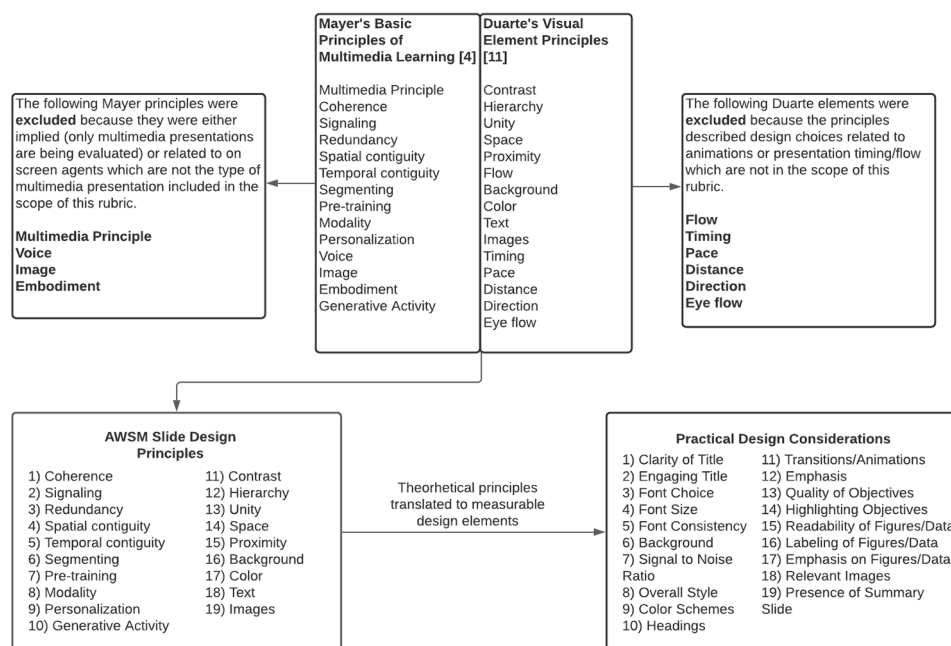 Mayer's Basic
Principles of
Multimedia Learning [4]
Multimedia Principle
Coherence
Signaling
Redundancy
Spatial contiguity
Temporal contiguity
Segmenting
Pre-training
Modality
Personalization
Voice
Image
Embodiment
Generative Activity
Duarte's Visual
Element Principles
[11]
Contrast
Hierarchy
Unity
Space
Proximity
Flow
Background
Color
Text
Images
Timing
Pace
Distance
Direction
Eye flow
The following Mayer principles were
excluded because they were either
implied (only multimedia presentations
are being evaluated) or related to on
screen agents which are not the type of
multimedia presentation included in the
scope of this rubric.
Multimedia Principle
Voice
Image
Embodiment
The following Duarte elements were
excluded because the principles
described design choices related to
animations or presentation timing/flow
which are not in the scope of this
rubric.
Flow
Timing
Pace
Distance
Direction
Eye flow
AWSM Slide Design
Principles
1) Coherence
2) Signaling
3) Redundancy
4) Spatial contiguity
5) Temporal contiguity
6) Segmenting
7) Pre-training
8) Modality
9) Personalization
10) Generative Activity
11) Contrast
12) Hierarchy
13) Unity
14) Space
15) Proximity
16) Background
17) Color
18) Text
19) Images
Theorhetical principles
translated to measurable
design elements
Practical Design Considerations
1) Clarity of Title
2) Engaging Title
3) Font Choice
4) Font Size
5) Font Consistency
6) Background
7) Signal to Noise
Ratio
8) Overall Style
9) Color Schemes
10) Headings
11) Transitions/Animations
12) Emphasis
13) Quality of Objectives
14) Highlighting Objectives
15) Readability of Figures/Data
16) Labeling of Figures/Data
17) Emphasis on Figures/Data
18) Relevant Images
19) Presence of Summary
Slide